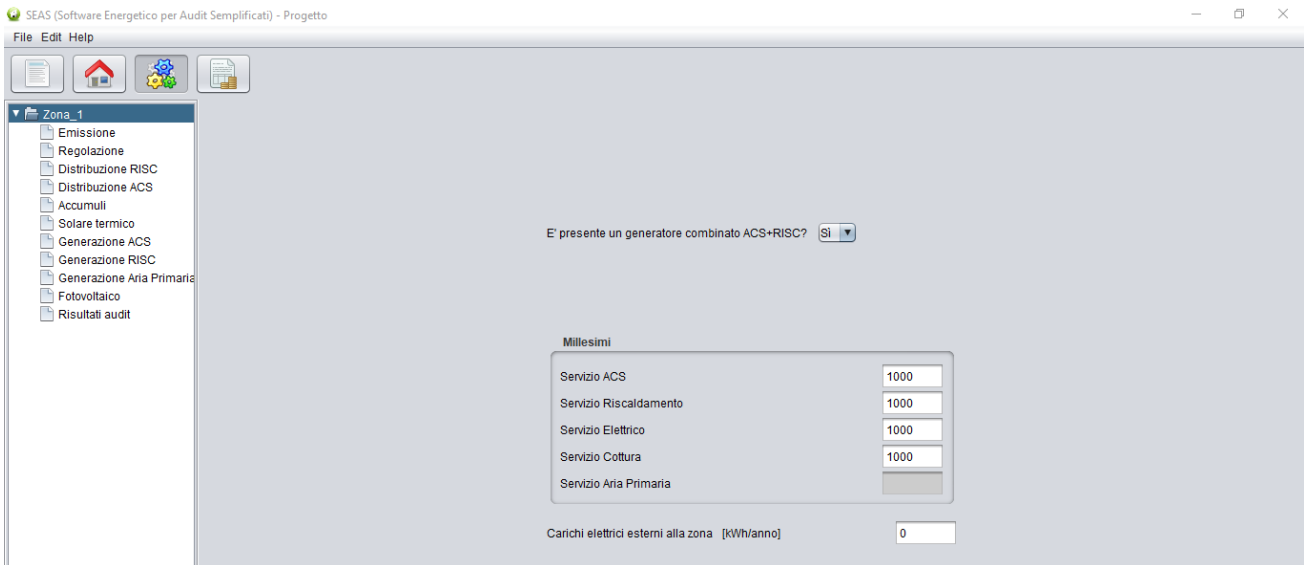 SEAS (Software Energetico per Audit Semplificati) - Progetto
File Edit Help
Zona_1
Emissione
Regolazione
Distribuzione RISC
Distribuzione ACS
Accumuli
Solare termico
Generazione ACS
Generazione RISC
Generazione Aria Primaria
Fotovoltaico
Risultati audit
E' presente un generatore combinato ACS+RISC? Sì
Millesimi
Servizio ACS 1000
Servizio Riscaldamento 1000
Servizio Elettrico 1000
Servizio Cottura 1000
Servizio Aria Primaria
Carichi elettrici esterni alla zona [kWh/anno] 0